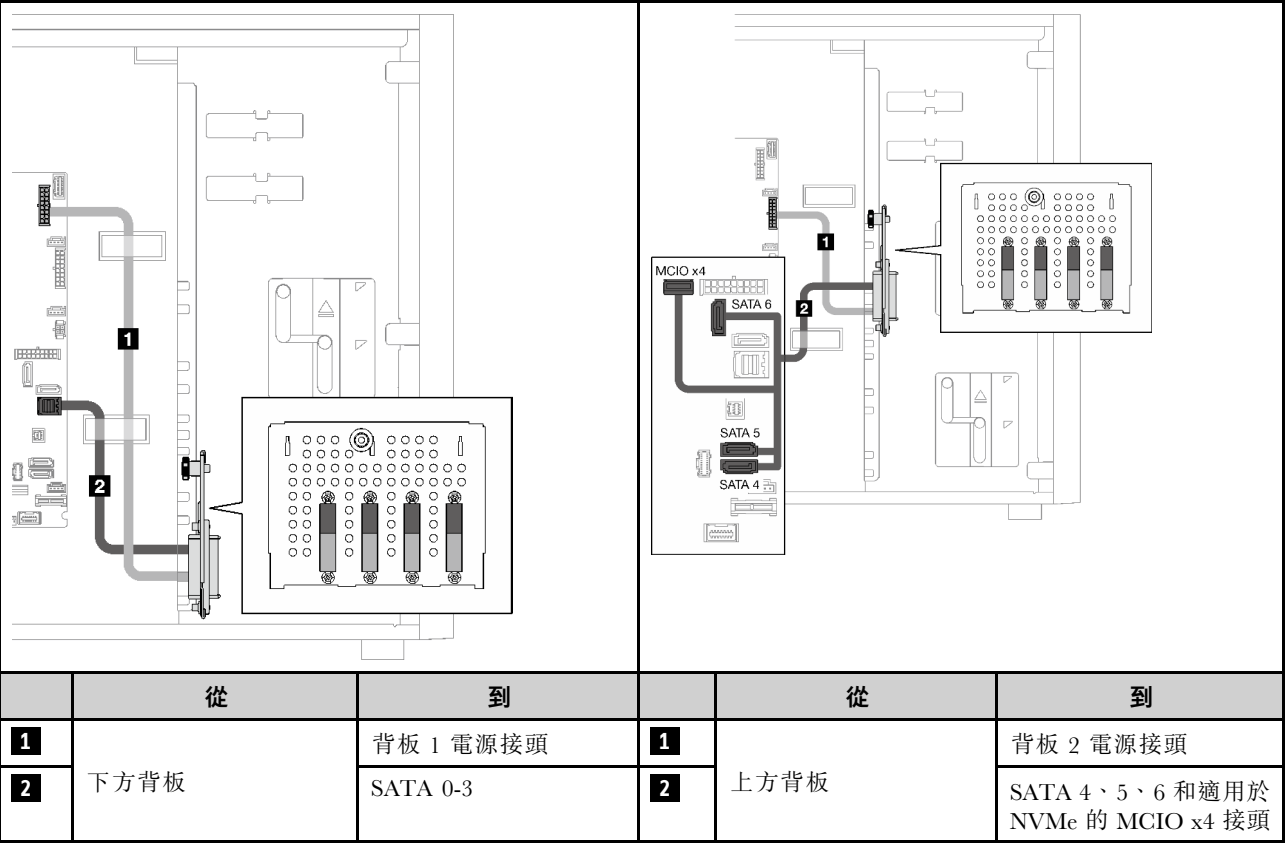 1
2
MCIO x4
SATA 6
1
2
SATA 5
SATA 4
從 到 從 到
1 下方背板 背板 1 電源接頭 1 上方背板 背板 2 電源接頭
2 SATA 0-3 2 SATA 4、5、6 和適用於
NVMe 的 MCIO x4 接頭